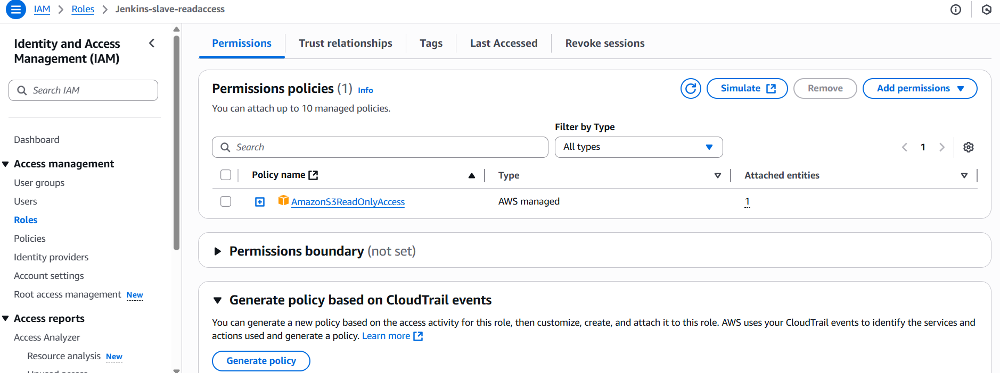 IAM > Roles > Jenkins-slave-readaccess
Identity and Access
Management (IAM)
Search IAM
Dashboard
Access management
User groups
Users
Roles
Policies
Identity providers
Account settings
Root access management New
Access reports
Access Analyzer
Resource analysis New
Unused access
Permissions
Trust relationships
Tags
Last Accessed
Revoke sessions
Permissions policies (1) Info
Simulate
Remove
Add permissions
You can attach up to 10 managed policies.
Filter by Type
Search
All types
1
Policy name
Type
Attached entities
AmazonS3ReadOnlyAccess
AWS managed
1
Permissions boundary (not set)
Generate policy based on CloudTrail events
You can generate a new policy based on the access activity for this role, then customize, create, and attach it to this role. AWS uses your CloudTrail events to identify the services and
actions used and generate a policy. Learn more
Generate policy